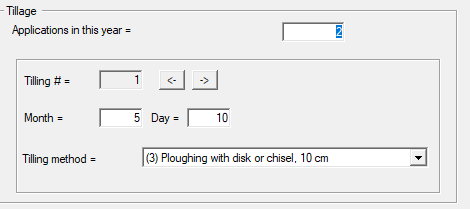 Tillage
Applications in this year = 2
Tilling # = 1 <- ->
Month = 5 Day = 10
Tilling method = (3) Ploughing with disk or chisel, 10 cm